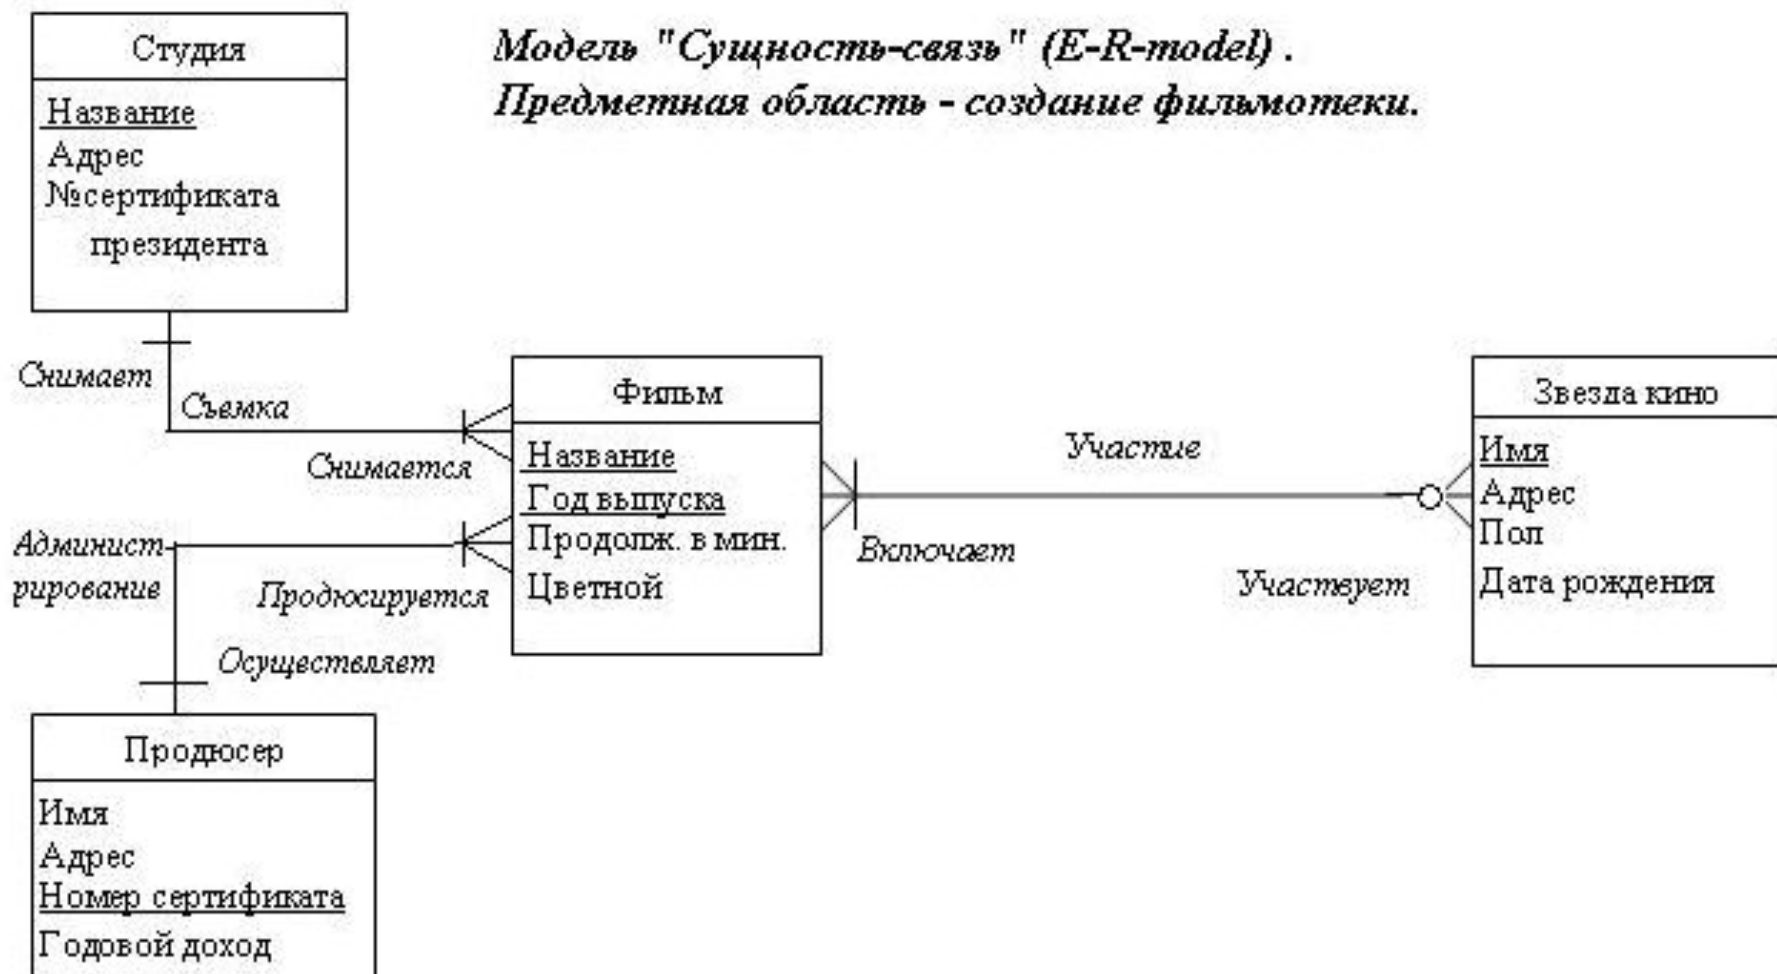 Модель "Сущность-связь" (E-R-model) .
Предметная область - создание фильмотеки.
Студия
Название
Адрес
№сертификата
президента
Снимает
Съемка
Снимается
Фильм
Название
Год выпуска
Продолж. в мин.
Цветной
Участие
Включает
Участвует
Звезда кино
Имя
Адрес
Пол
Дата рождения
Админист-
рирование
Продюсируется
Осуществляет
Продюсер
Имя
Адрес
Номер сертификата
Годовой доход